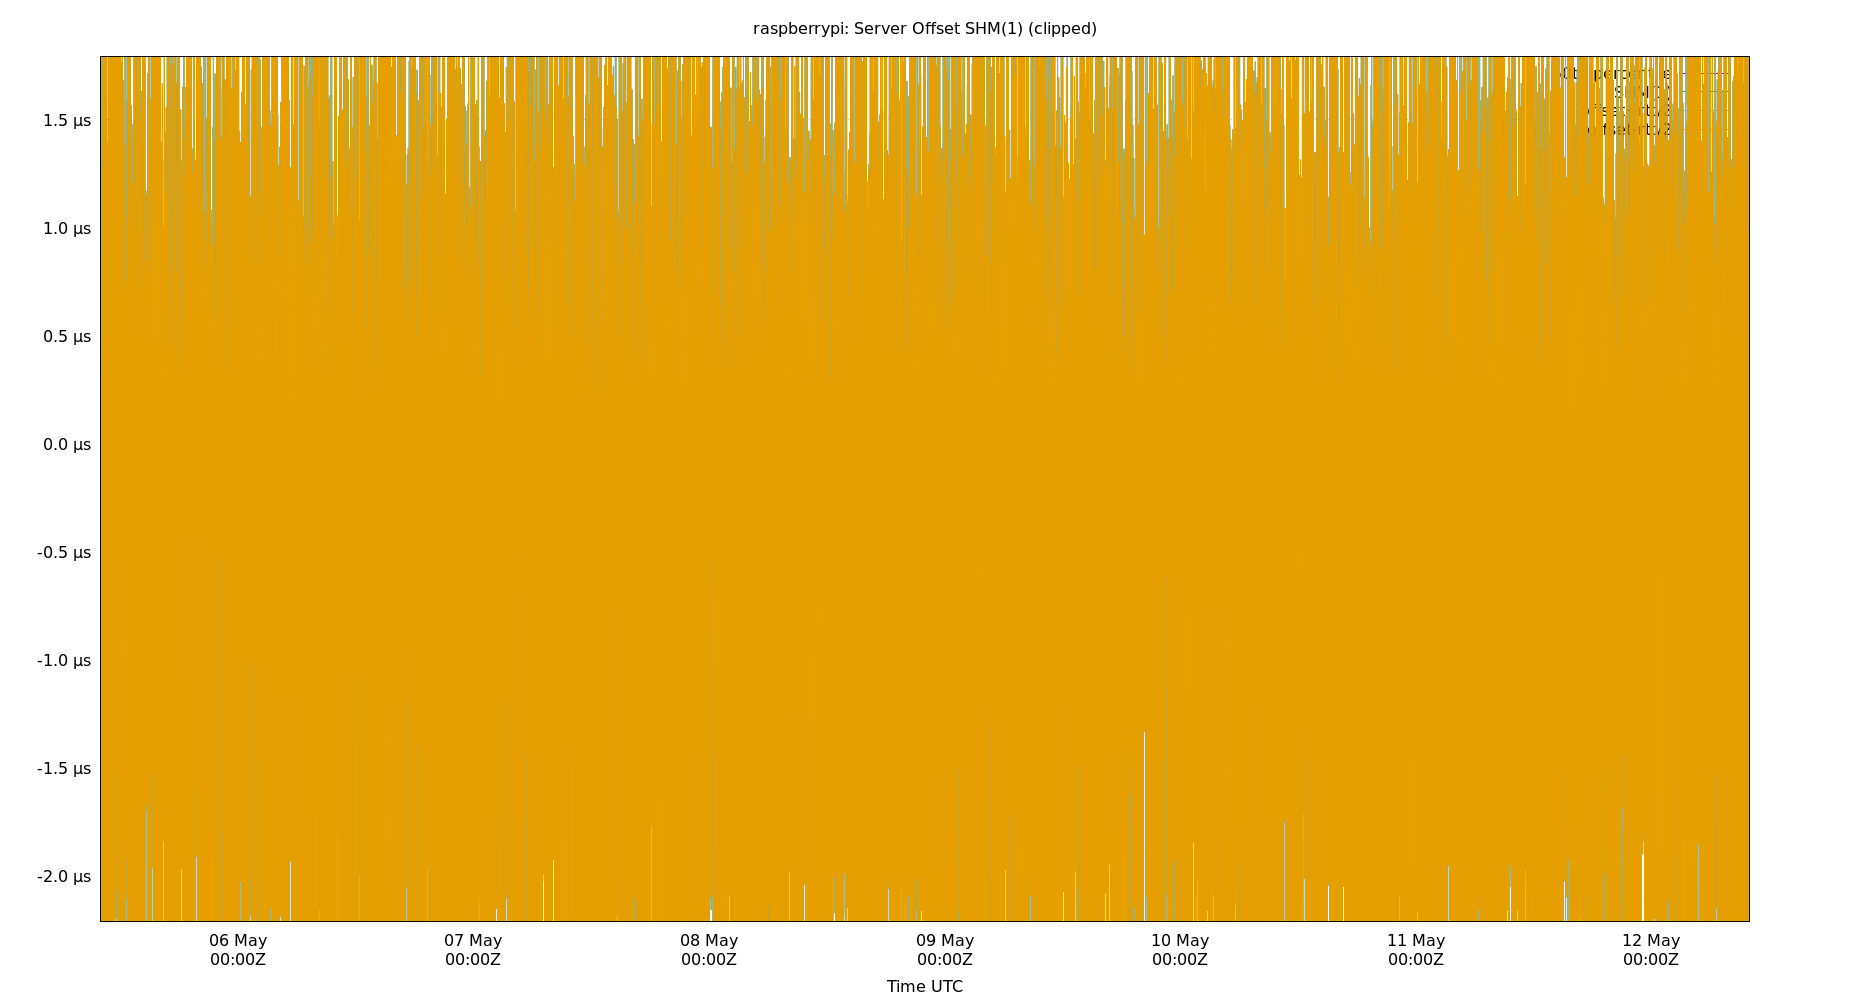 raspberrypi: Server Offset SHM(1) (clipped)
1.5 µs
1.0 µs
0.5 µs
0.0 µs
-0.5 µs
-1.0 µs
-1.5 µs
-2.0 µs
06 May 07 May 08 May 09 May 10 May 11 May 12 May
00:00Z 00:00Z 00:00Z 00:00Z 00:00Z 00:00Z 00:00Z
Time UTC